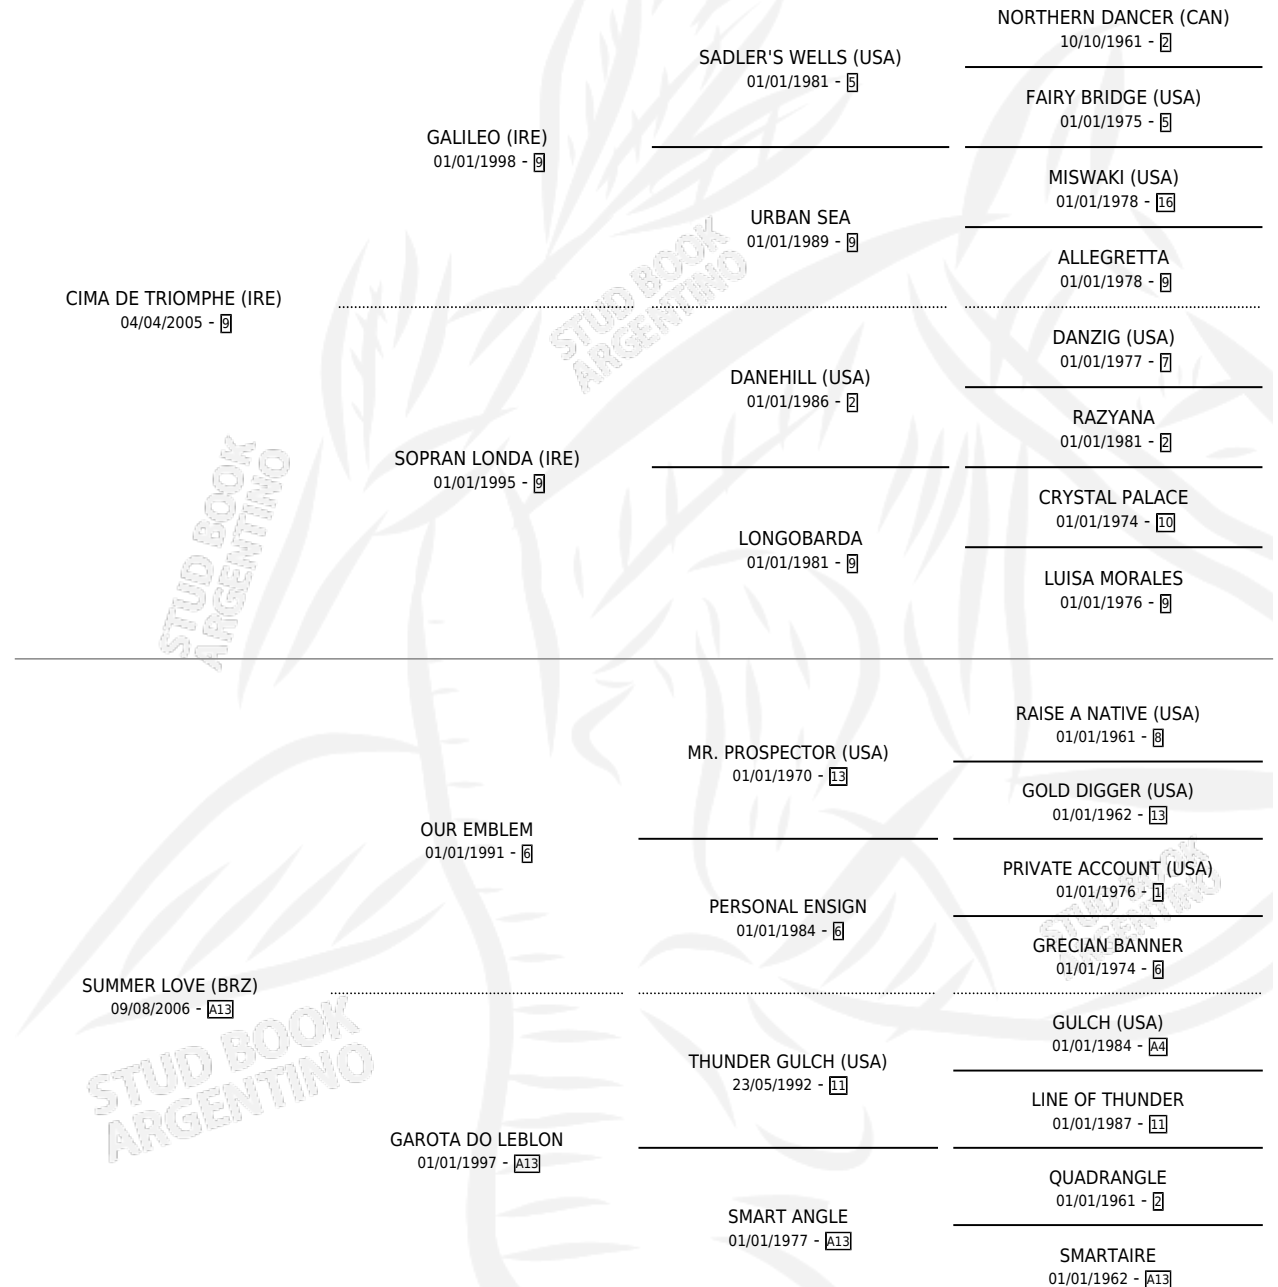 NORTHERN DANCER (CAN)
10/10/1961 - 2
SADLER'S WELLS (USA)
01/01/1981 - 5
FAIRY BRIDGE (USA)
01/01/1975 - 5
GALILEO (IRE)
01/01/1998 - 9
MISWAKI (USA)
01/01/1978 - 16
URBAN SEA
01/01/1989 - 9
ALLEGRETTA
01/01/1978 - 9
CIMA DE TRIOMPHE (IRE)
04/04/2005 - 9
DANZIG (USA)
01/01/1977 - 7
DANEHILL (USA)
01/01/1986 - 2
RAZYANA
01/01/1981 - 2
SOPRAN LONDA (IRE)
01/01/1995 - 9
CRYSTAL PALACE
01/01/1974 - 10
LONGOBARDA
01/01/1981 - 9
LUISA MORALES
01/01/1976 - 9
RAISE A NATIVE (USA)
01/01/1961 - 8
MR. PROSPECTOR (USA)
01/01/1970 - 13
GOLD DIGGER (USA)
01/01/1962 - 13
OUR EMBLEM
01/01/1991 - 6
PRIVATE ACCOUNT (USA)
01/01/1976 - 1
PERSONAL ENSIGN
01/01/1984 - 6
GRECIAN BANNER
01/01/1974 - 6
SUMMER LOVE (BRZ)
09/08/2006 - A13
GULCH (USA)
01/01/1984 - A4
THUNDER GULCH (USA)
23/05/1992 - 11
LINE OF THUNDER
01/01/1987 - 11
GAROTA DO LEBLON
01/01/1997 - A13
QUADRANGLE
01/01/1961 - 2
SMART ANGLE
01/01/1977 - A13
SMARTAIRE
01/01/1962 - A13
STUD BOOK
ARGENTINO
STUD BOOK
ARGENTINO
STUD BOOK
ARGENTINO
STUD BOOK
ARGENTINO